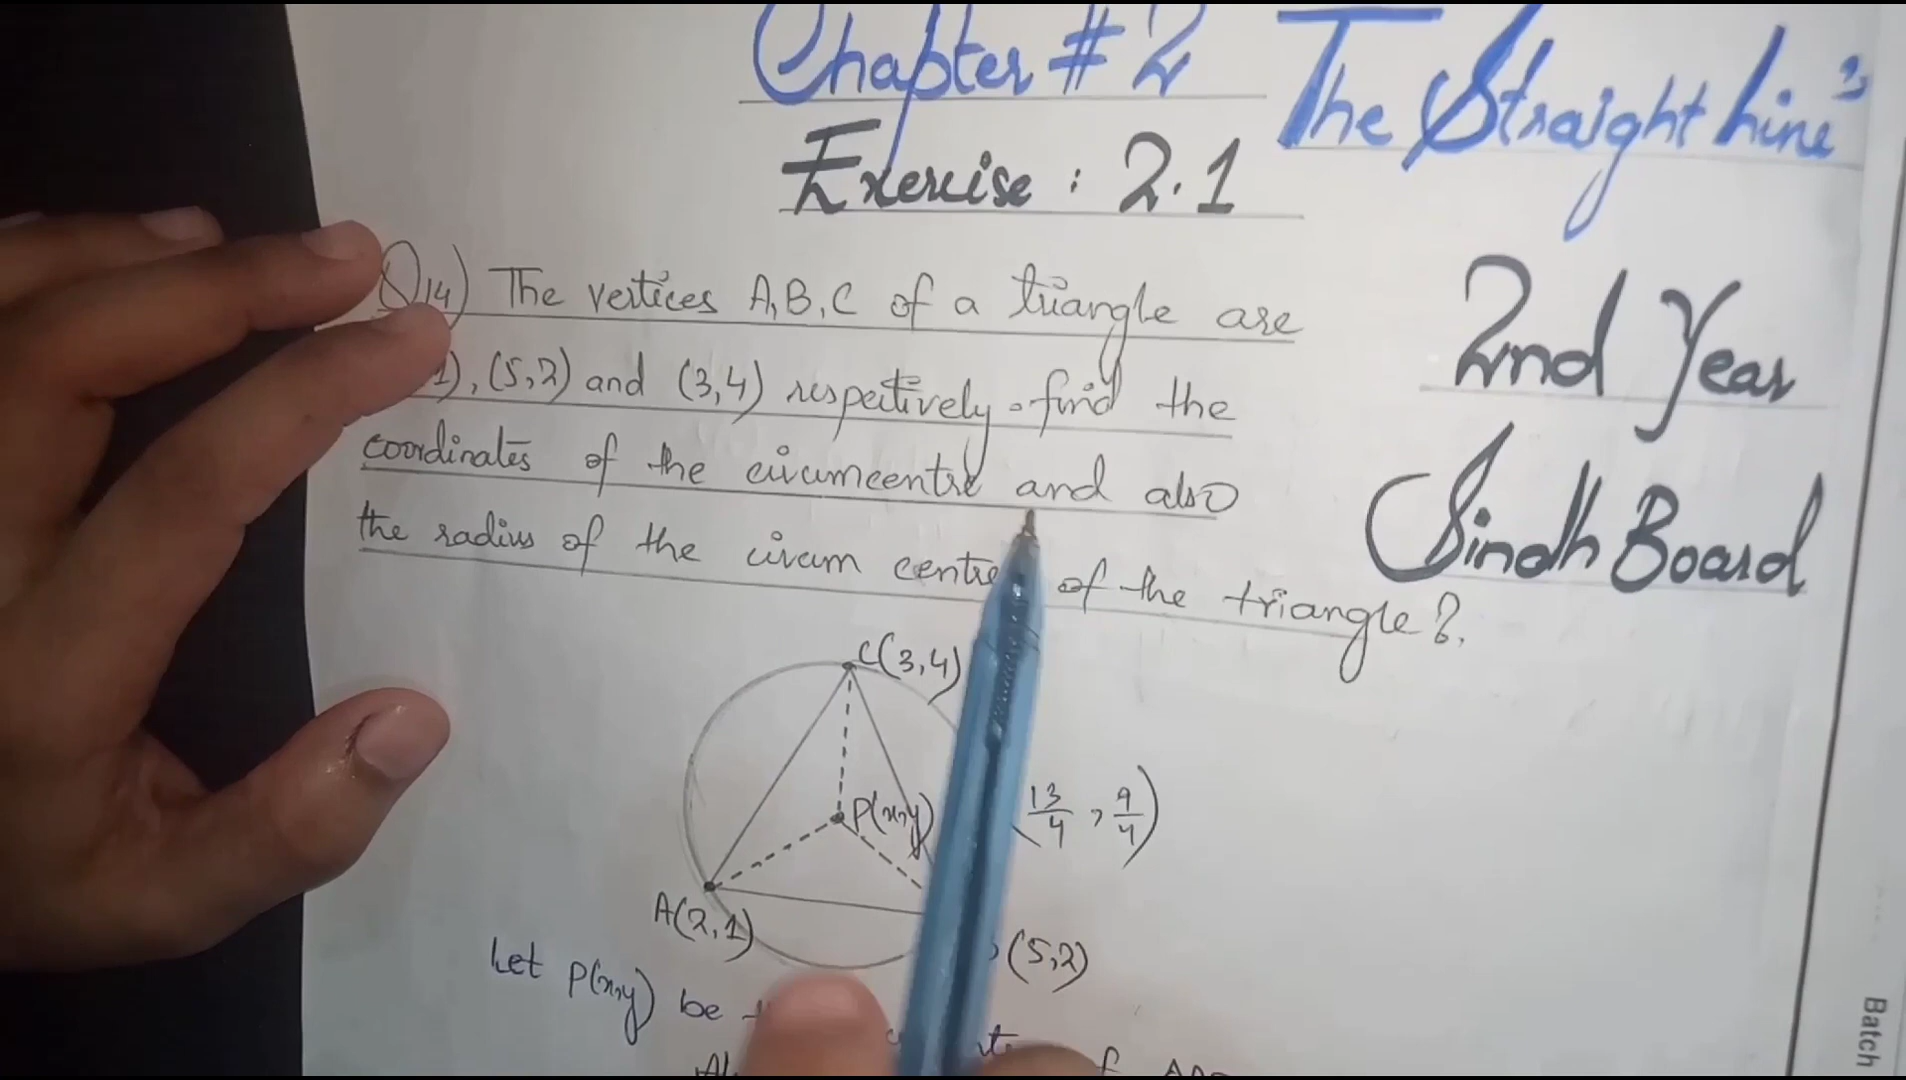 Chapter # 2 The Straight Line"
Exercise : 2.1
2nd Year
Sindh Board
Q14) The vertices A, B, C of a triangle are
1), (5,2) and (3,4) respectively. find the
coordinates of the circumcentre and also
the radius of the circum centre of the triangle?.
C(3,4)
P(x,y)
(13/4, 9/4)
A(2,1)
(5,2)
Let P(x,y) be
Batch